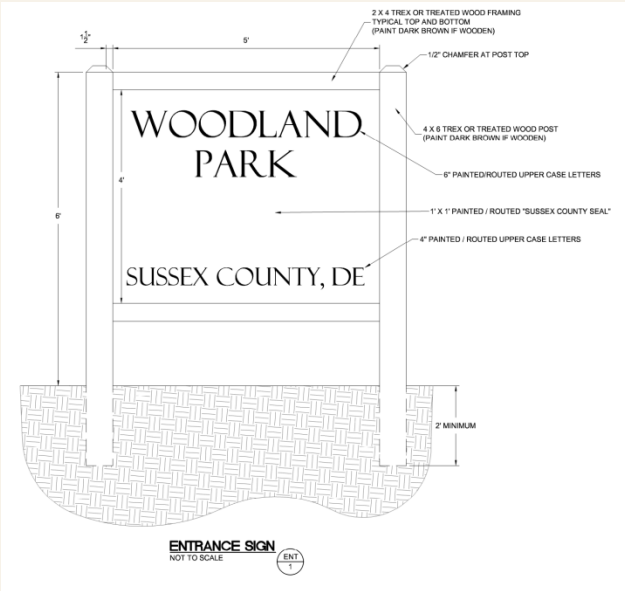 2 X 4 TREX OR TREATED WOOD FRAMING
TYPICAL TOP AND BOTTOM
(PAINT DARK BROWN IF WOODEN)
1 1/2"
5'
1/2" CHAMFER AT POST TOP
4 X 6 TREX OR TREATED WOOD POST
(PAINT DARK BROWN IF WOODEN)
WOODLAND
PARK
6" PAINTED/ROUTED UPPER CASE LETTERS
4'
6'
1' X 1' PAINTED / ROUTED "SUSSEX COUNTY SEAL"
4" PAINTED / ROUTED UPPER CASE LETTERS
SUSSEX COUNTY, DE
2' MINIMUM
ENTRANCE SIGN
NOT TO SCALE
ENT
1